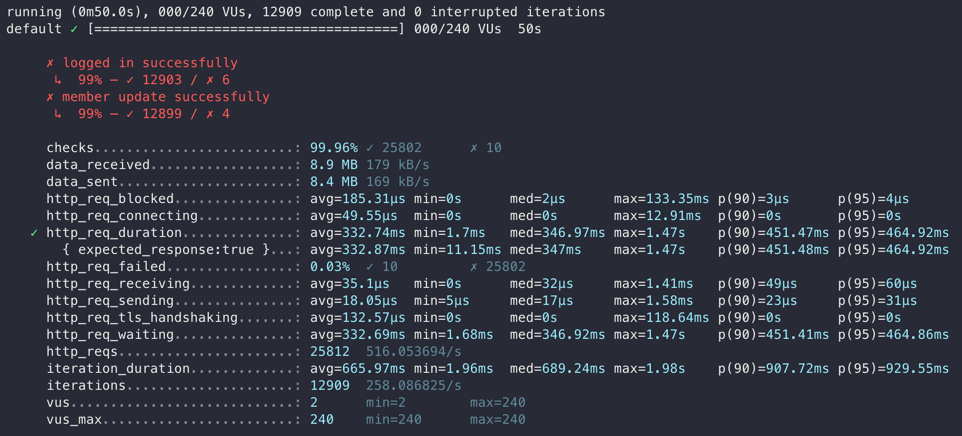 running (0m50.0s), 000/240 VUs, 12909 complete and 0 interrupted iterations
default ✓ [======================================] 000/240 VUs  50s

     ✗ logged in successfully
      ↳  99% — ✓ 12903 / ✗ 6
     ✗ member update successfully
      ↳  99% — ✓ 12899 / ✗ 4

     checks.........................: 99.96% ✓ 25802      ✗ 10
     data_received..................: 8.9 MB 179 kB/s
     data_sent......................: 8.4 MB 169 kB/s
     http_req_blocked...............: avg=185.31µs min=0s      med=2µs      max=133.35ms p(90)=3µs      p(95)=4µs
     http_req_connecting............: avg=49.55µs  min=0s      med=0s       max=12.91ms  p(90)=0s       p(95)=0s
   ✓ http_req_duration..............: avg=332.74ms min=1.7ms   med=346.97ms max=1.47s    p(90)=451.47ms p(95)=464.92ms
       { expected_response:true }...: avg=332.87ms min=11.15ms med=347ms    max=1.47s    p(90)=451.48ms p(95)=464.92ms
     http_req_failed................: 0.03%  ✓ 10         ✗ 25802
     http_req_receiving.............: avg=35.1µs   min=0s      med=32µs     max=1.41ms   p(90)=49µs     p(95)=60µs
     http_req_sending...............: avg=18.05µs  min=5µs     med=17µs     max=1.58ms   p(90)=23µs     p(95)=31µs
     http_req_tls_handshaking.......: avg=132.57µs min=0s      med=0s       max=118.64ms p(90)=0s       p(95)=0s
     http_req_waiting...............: avg=332.69ms min=1.68ms  med=346.92ms max=1.47s    p(90)=451.41ms p(95)=464.86ms
     http_reqs......................: 25812  516.053694/s
     iteration_duration.............: avg=665.97ms min=1.96ms  med=689.24ms max=1.98s    p(90)=907.72ms p(95)=929.55ms
     iterations.....................: 12909  258.086825/s
     vus............................: 2      min=2        max=240
     vus_max........................: 240    min=240      max=240